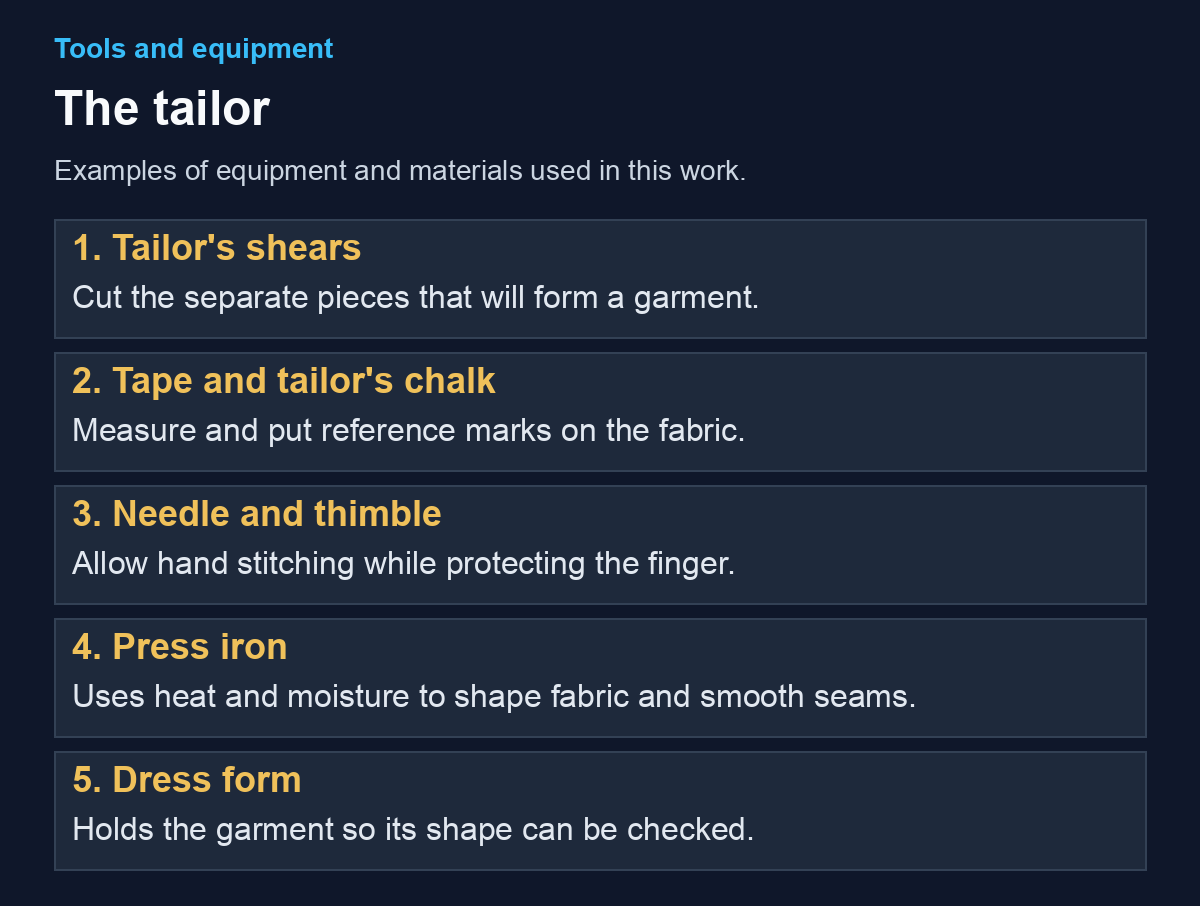 Tools and equipment
The tailor
Examples of equipment and materials used in this work.
1. Tailor's shears
Cut the separate pieces that will form a garment.
2. Tape and tailor's chalk
Measure and put reference marks on the fabric.
3. Needle and thimble
Allow hand stitching while protecting the finger.
4. Press iron
Uses heat and moisture to shape fabric and smooth seams.
5. Dress form
Holds the garment so its shape can be checked.